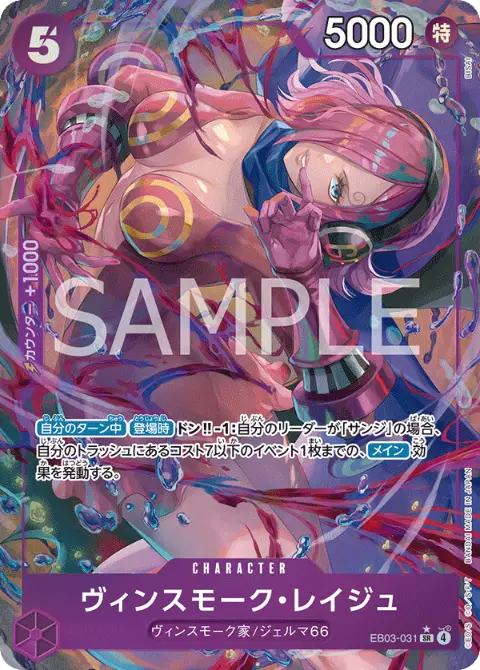 5
5000
特
BISAI
カウンター +1000
SAMPLE
自分のターン中 登場時 ドン!!-1:自分のリーダーが「サンジ」の場合、
自分のトラッシュにあるコスト7以下のイベント1枚までの、メイン 効
果を発動する。
CHARACTER
ヴィンスモーク・レイジュ
ヴィンスモーク家/ジェルマ66
EB03-031 SR 4
BANDAI MADE IN JAPAN